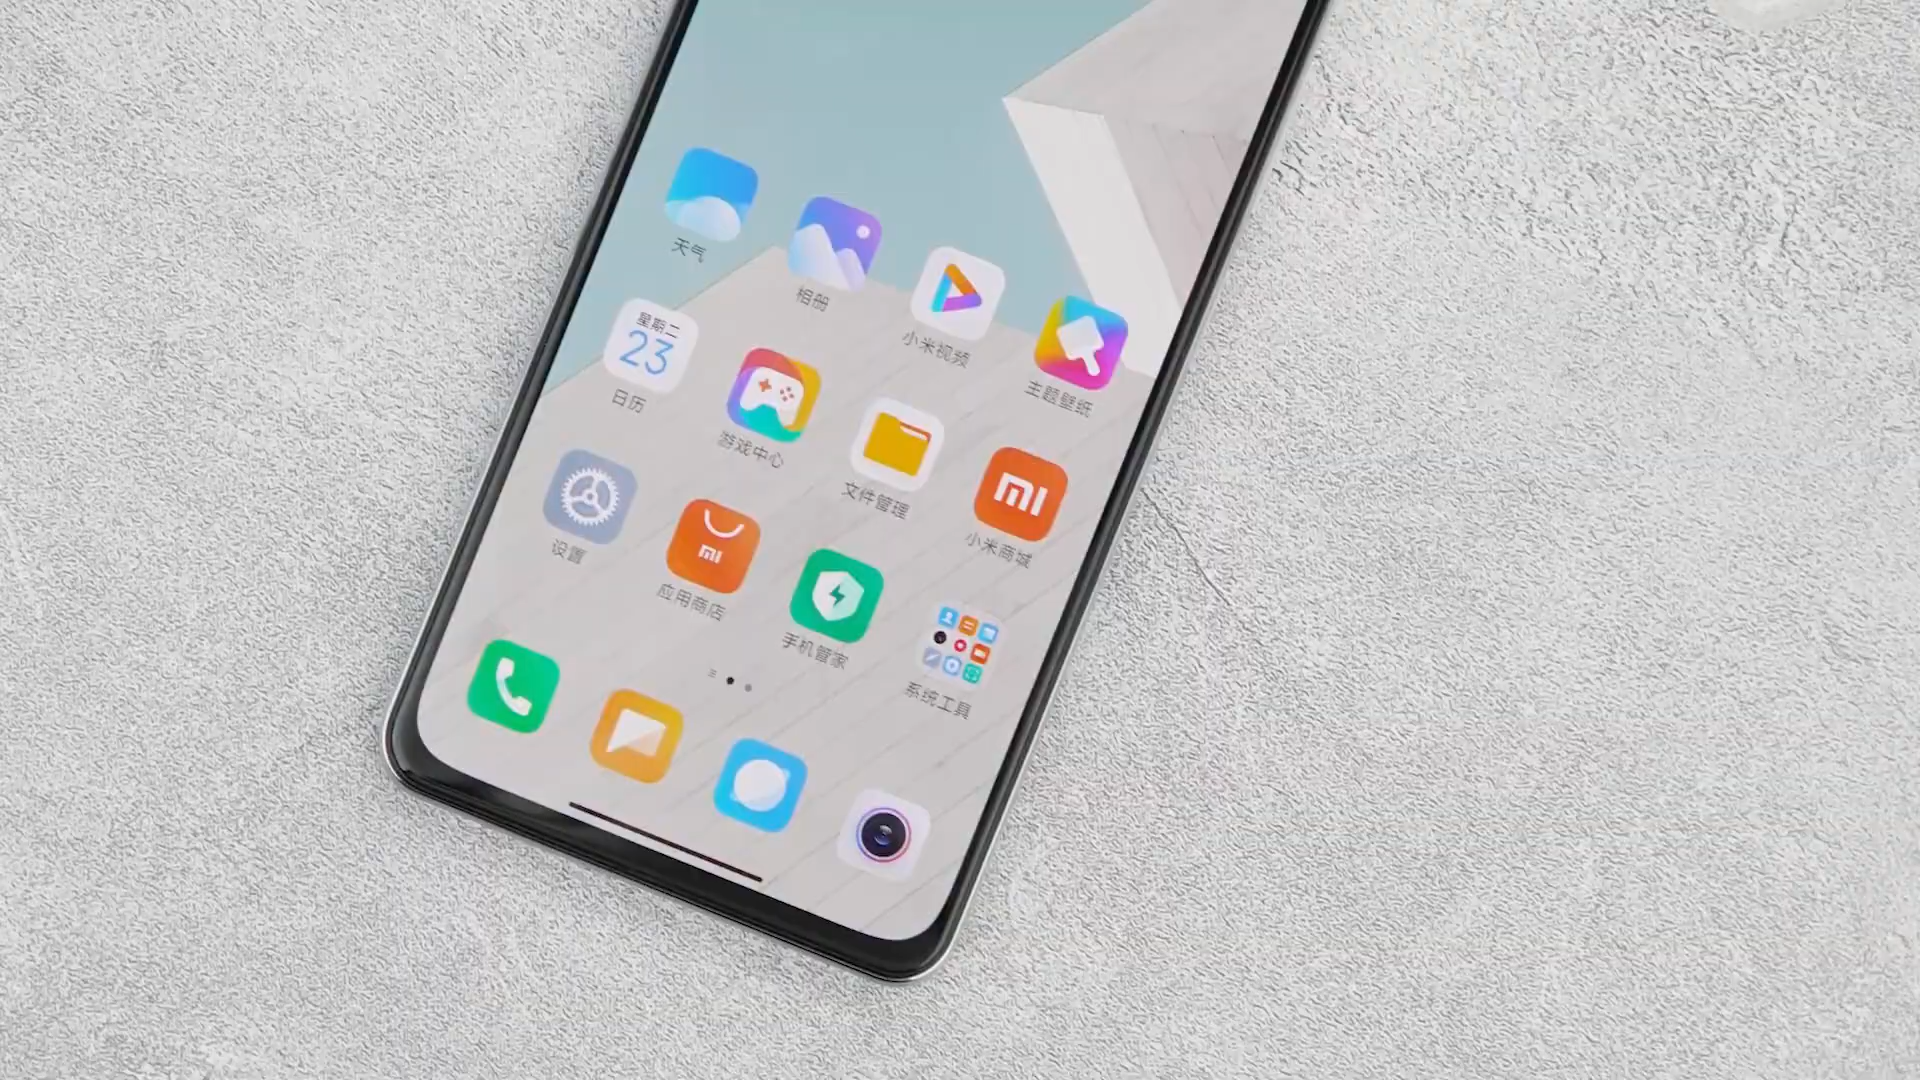 天气
相册
小米视频
主题壁纸
星期二
23
日历
游戏中心
文件管理
mi
小米商城
设置
mi
应用商店
手机管家
系统工具